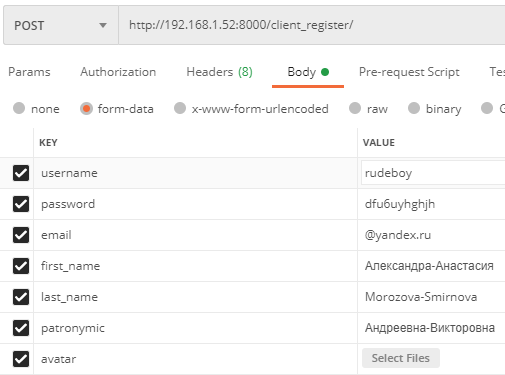 POST http://192.168.1.52:8000/client_register/
Params Authorization Headers (8) Body Pre-request Script
none form-data x-www-form-urlencoded raw binary
KEY VALUE
username rudeboy
password dfu6uyhghjh
email @yandex.ru
first_name Александра-Анастасия
last_name Morozova-Smirnova
patronymic Андреевна-Викторовна
avatar Select Files